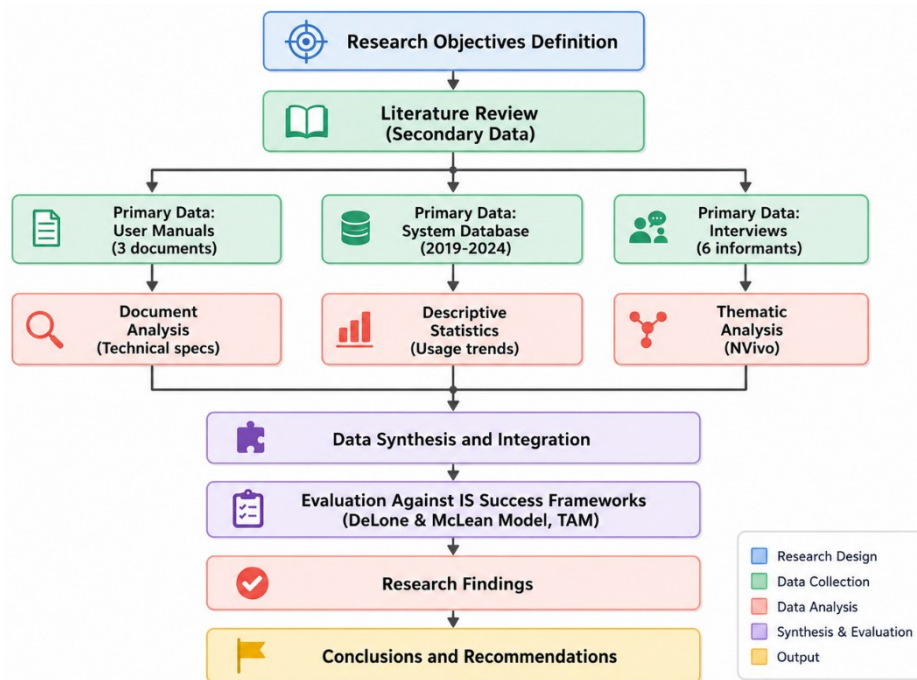 Research Objectives Definition
Literature Review
(Secondary Data)
Primary Data:
User Manuals
(3 documents)
Primary Data:
System Database
(2019-2024)
Primary Data:
Interviews
(6 informants)
Document
Analysis
(Technical specs)
Descriptive
Statistics
(Usage trends)
Thematic
Analysis
(NVivo)
Data Synthesis and Integration
Evaluation Against IS Success Frameworks
(DeLone & McLean Model, TAM)
Research Findings
Conclusions and Recommendations
Research Design
Data Collection
Data Analysis
Synthesis & Evaluation
Output